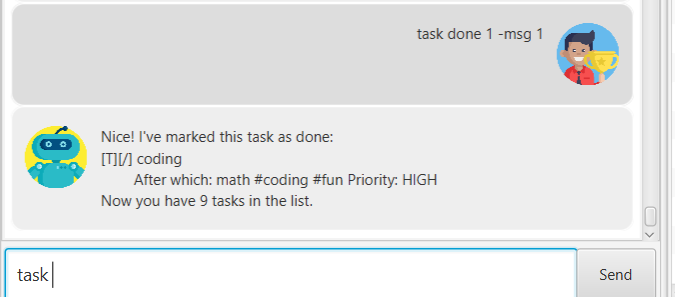 task done 1 -msg 1
Nice! I've marked this task as done:
[T][/] coding
After which: math #coding #fun Priority: HIGH
Now you have 9 tasks in the list.
task
Send